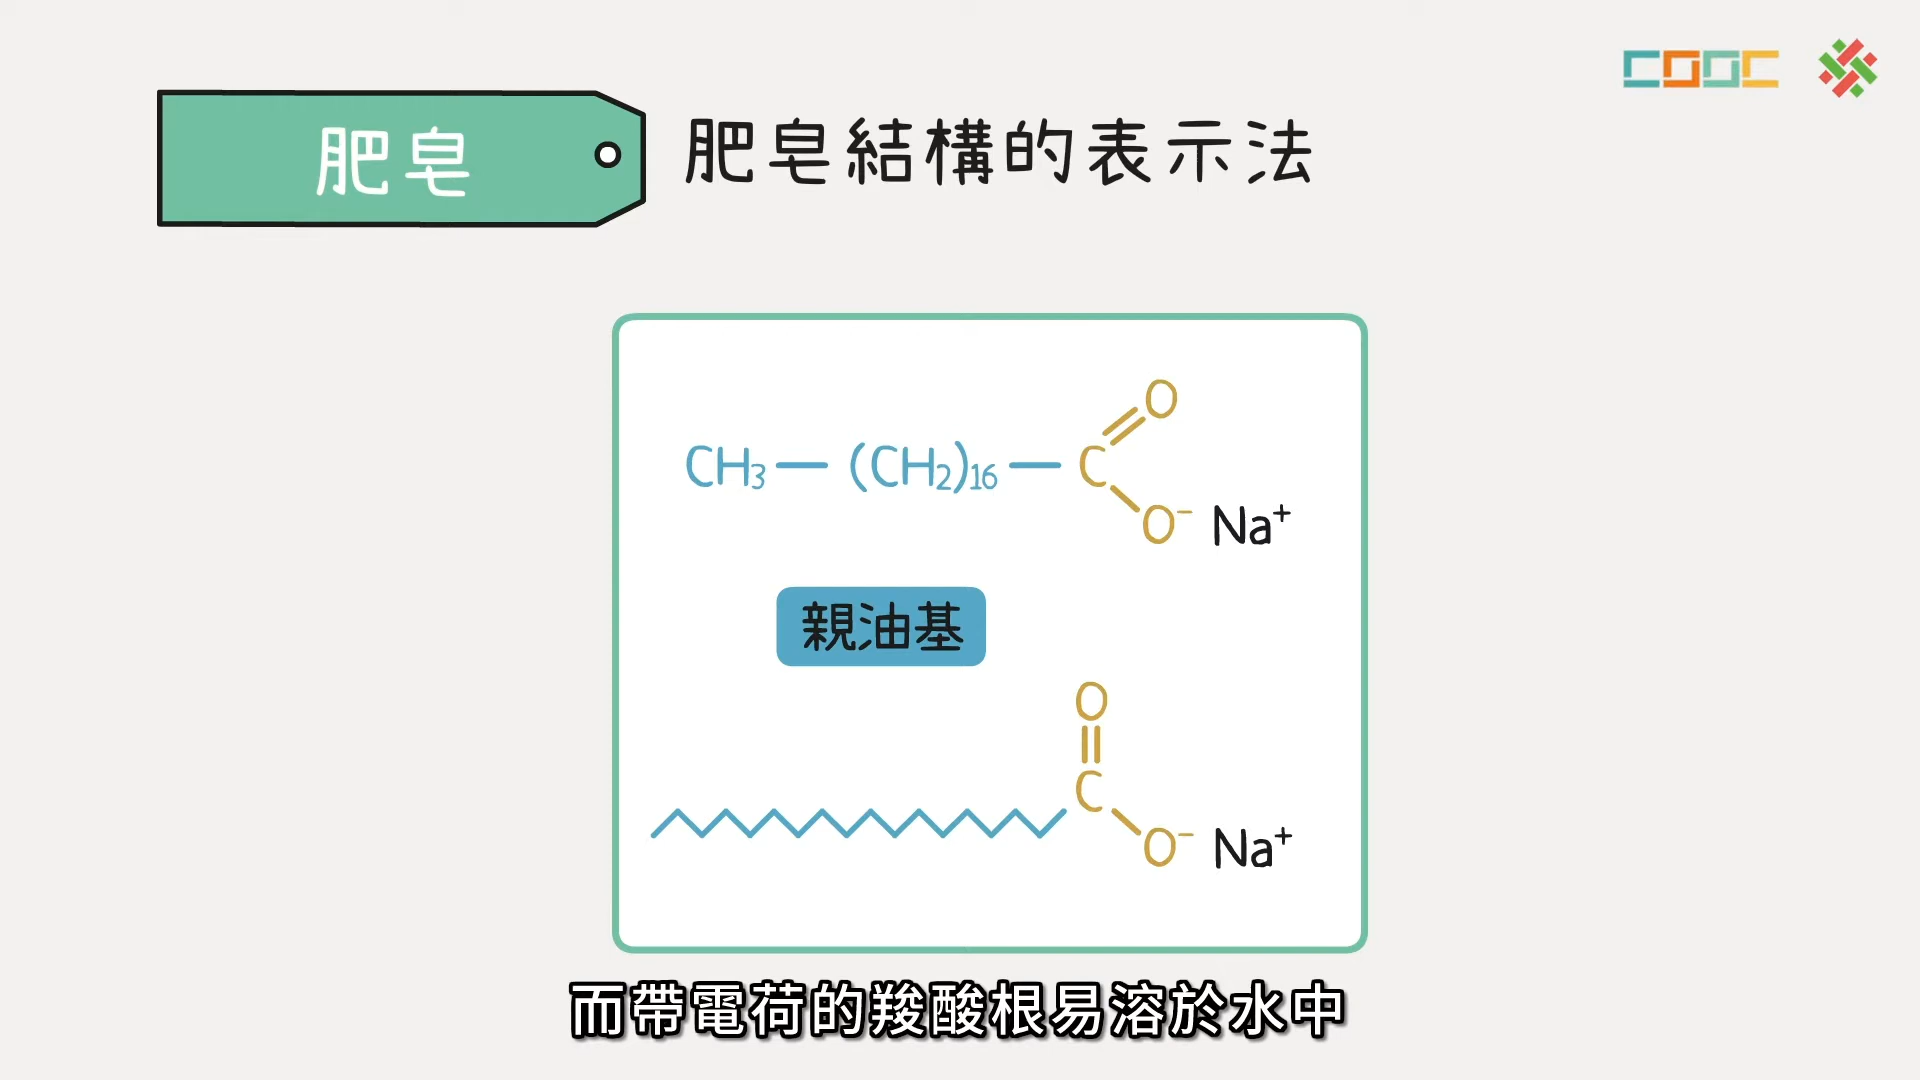 COOC
肥皂
肥皂結構的表示法
O
CH₃—(CH₂)₁₆—C
O⁻ Na⁺
親油基
O
C
O⁻ Na⁺
而帶電荷的羧酸根易溶於水中